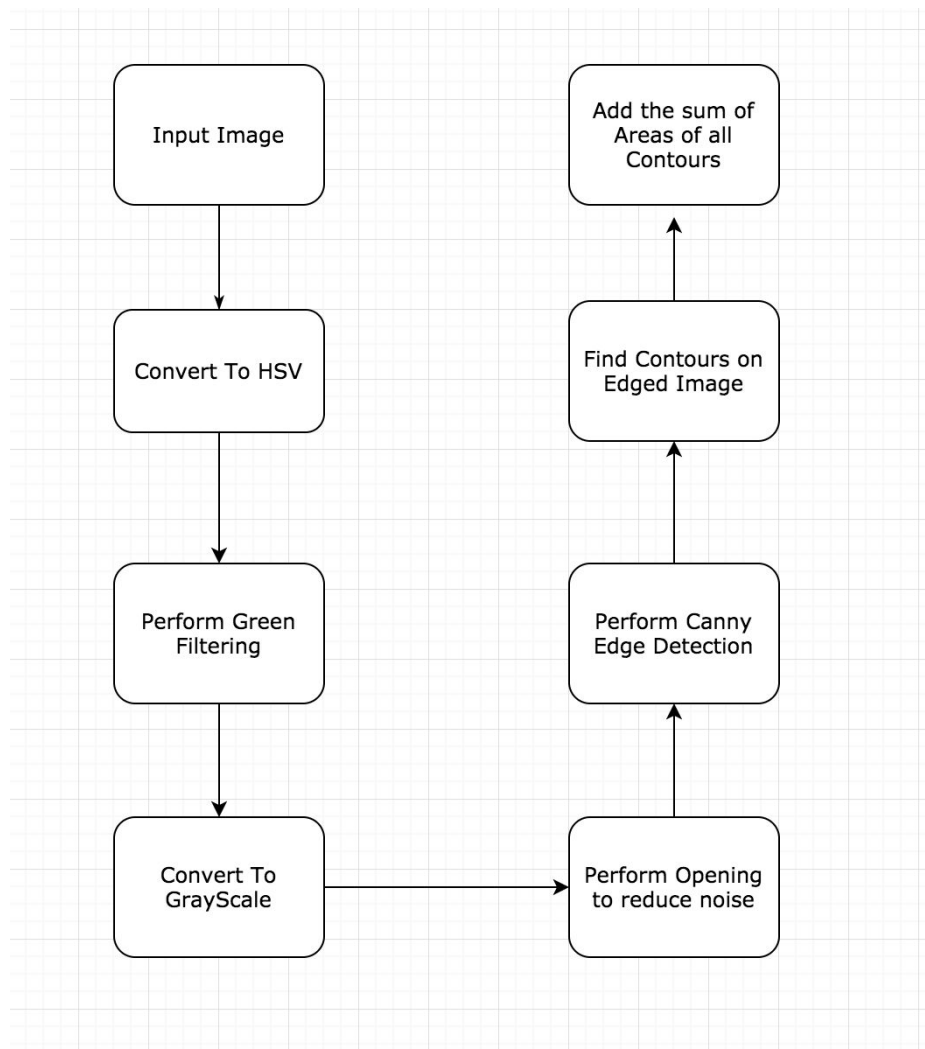 Input Image
Convert To HSV
Perform Green
Filtering
Convert To
GrayScale
Perform Opening
to reduce noise
Perform Canny
Edge Detection
Find Contours on
Edged Image
Add the sum of
Areas of all
Contours